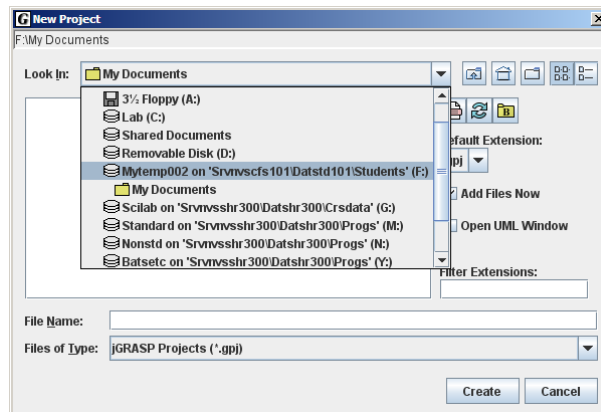 New Project
F:\My Documents
Look In: My Documents
3½ Floppy (A:)
Lab (C:)
Shared Documents
Removable Disk (D:)
Mytemp002 on 'Srvnvscfs101\Datstd101\Students' (F:)
My Documents
Scilab on 'Srvnvsshr300\Datshr300\Crsdata' (G:)
Standard on 'Srvnvsshr300\Datshr300\Progs' (M:)
Nonstd on 'Srvnvsshr300\Datshr300\Progs' (N:)
Batsetc on 'Srvnvsshr300\Datshr300\Progs' (Y:)
B
Extension:
Add Files Now
Open UML Window
Filter Extensions:
File Name:
Files of Type: jGRASP Projects (*.gpj)
Create Cancel